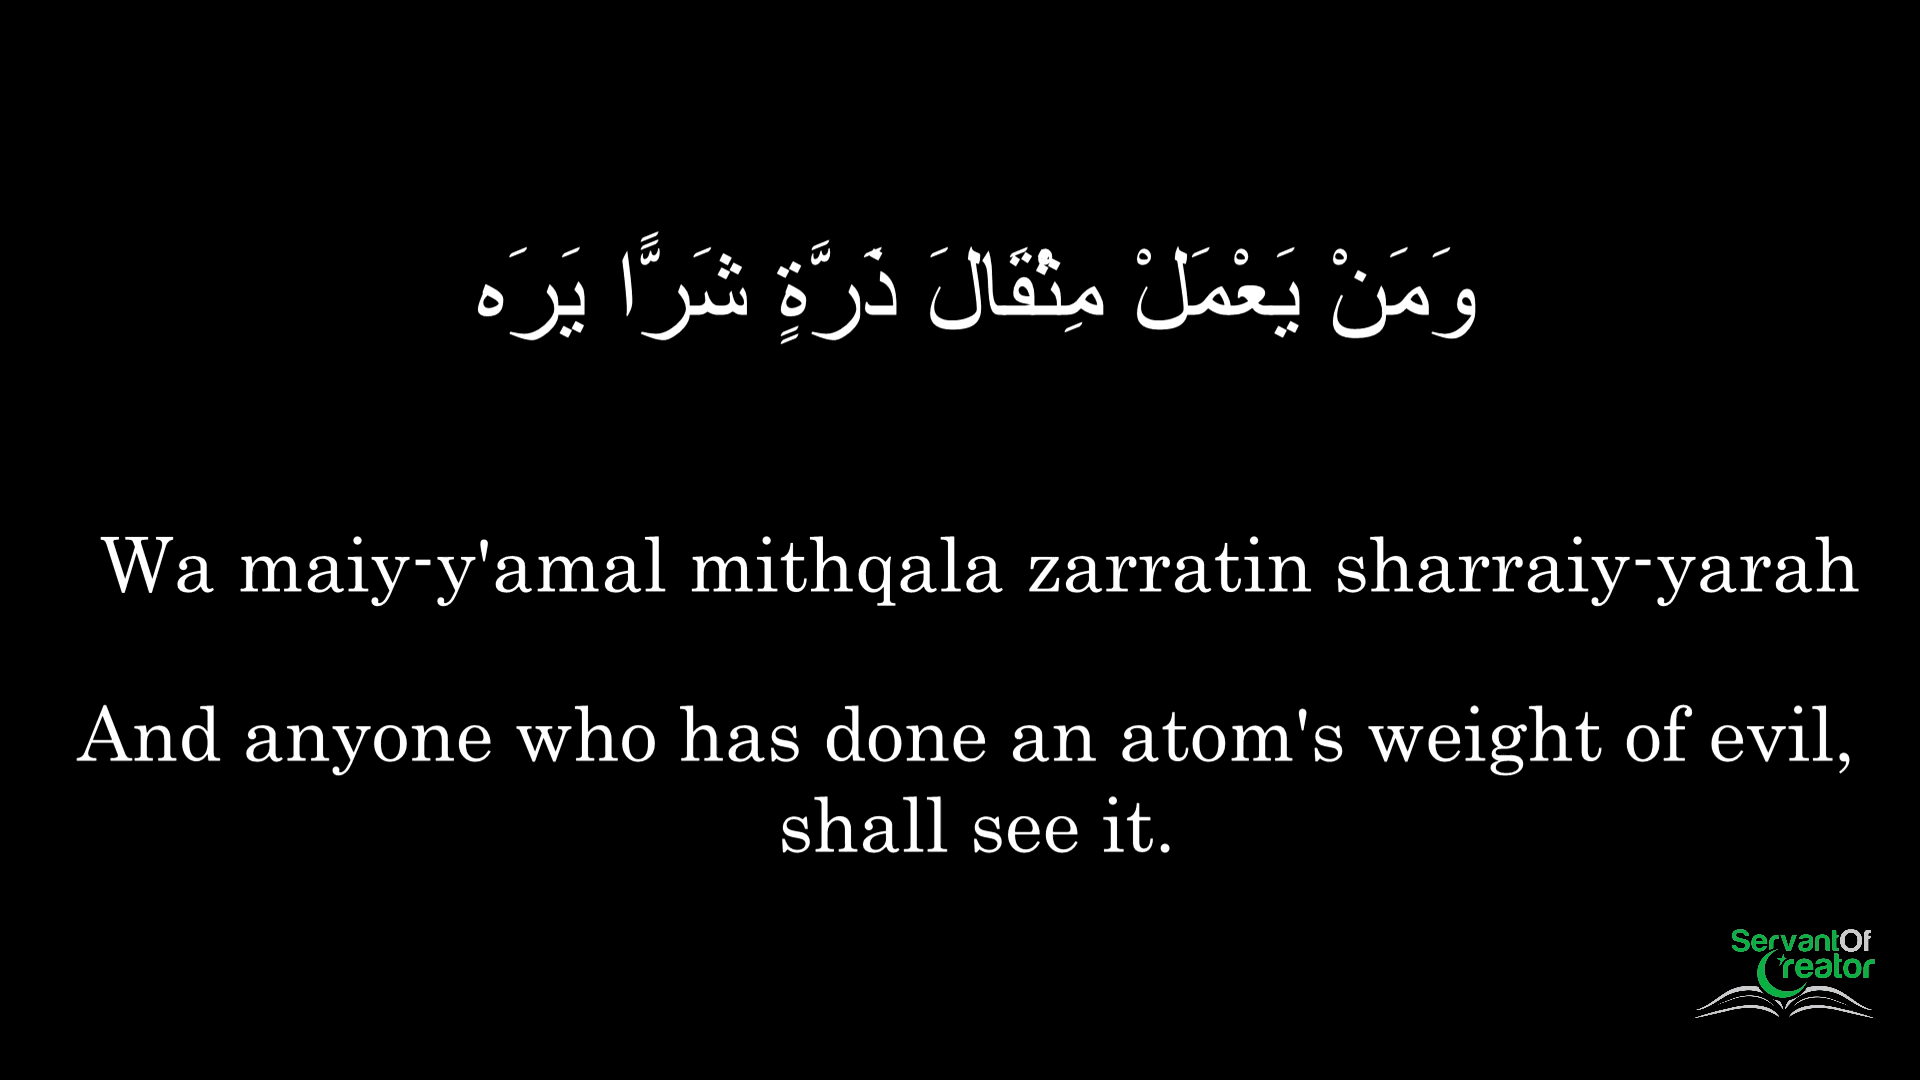 وَمَنْ يَعْمَلْ مِثْقَالَ ذَرَّةٍ شَرًّا يَرَه
Wa maiy-y'amal mithqala zarratin sharraiy-yarah
And anyone who has done an atom's weight of evil,
shall see it.
ServantOf
Creator